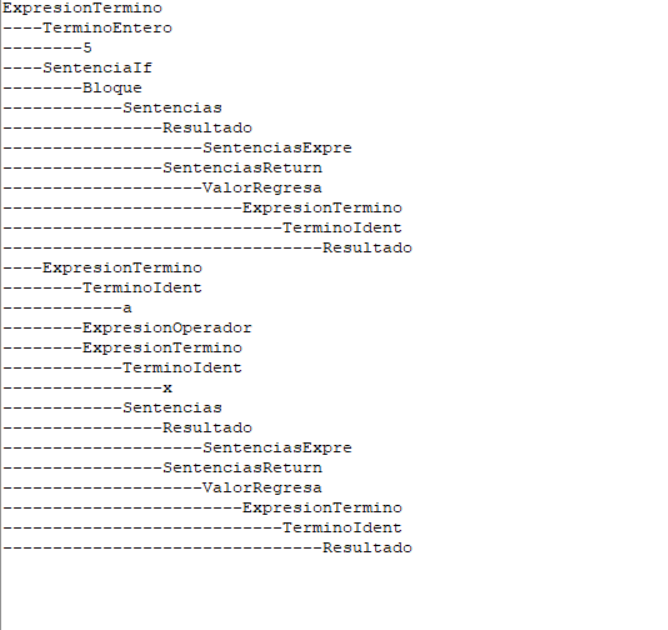 ExpresionTermino
----TerminoEntero
--------5
----SentenciaIf
--------Bloque
------------Sentencias
----------------Resultado
--------------------SentenciasExpre
----------------SentenciasReturn
--------------------ValorRegresa
------------------------ExpresionTermino
----------------------------TerminoIdent
--------------------------------Resultado
----ExpresionTermino
--------TerminoIdent
------------a
--------ExpresionOperador
--------ExpresionTermino
------------TerminoIdent
----------------x
------------Sentencias
----------------Resultado
--------------------SentenciasExpre
----------------SentenciasReturn
--------------------ValorRegresa
------------------------ExpresionTermino
----------------------------TerminoIdent
--------------------------------Resultado